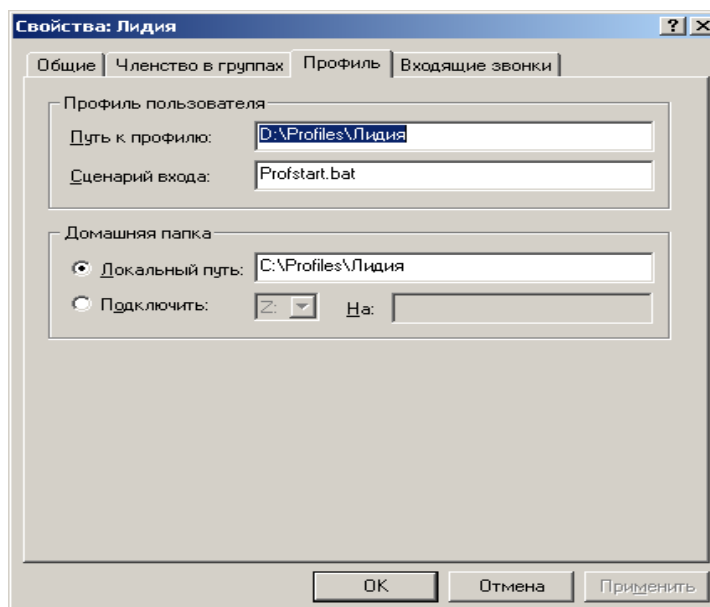 Свойства: Лидия
Общие Членство в группах Профиль Входящие звонки
Профиль пользователя
Путь к профилю: D:\Profiles\Лидия
Сценарий входа: Profstart.bat
Домашняя папка
Локальный путь: C:\Profiles\Лидия
Подключить: Z: На:
OK Отмена Применить